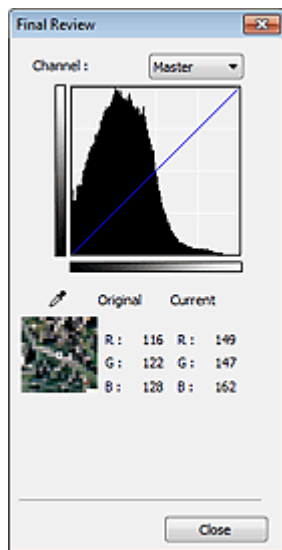 Final Review
Channel : Master
Original Current
R : 116 R : 149
G : 122 G : 147
B : 128 B : 162
Close